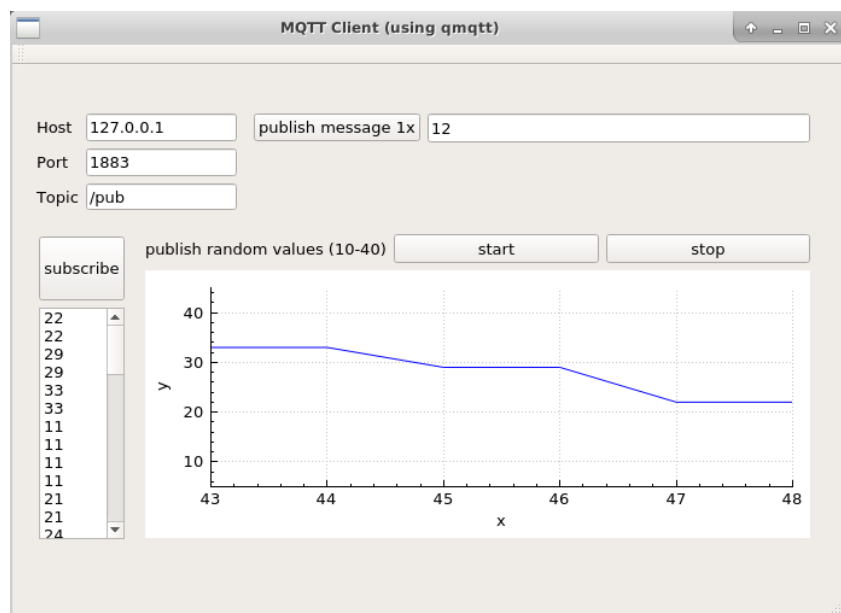 MQTT Client (using qmqtt)
Host 127.0.0.1 publish message 1x 12
Port 1883
Topic /pub
subscribe
publish random values (10-40) start stop
22
22
29
29
33
33
11
11
11
11
21
21
24
40
30
20
10
y
43 44 45 46 47 48
x